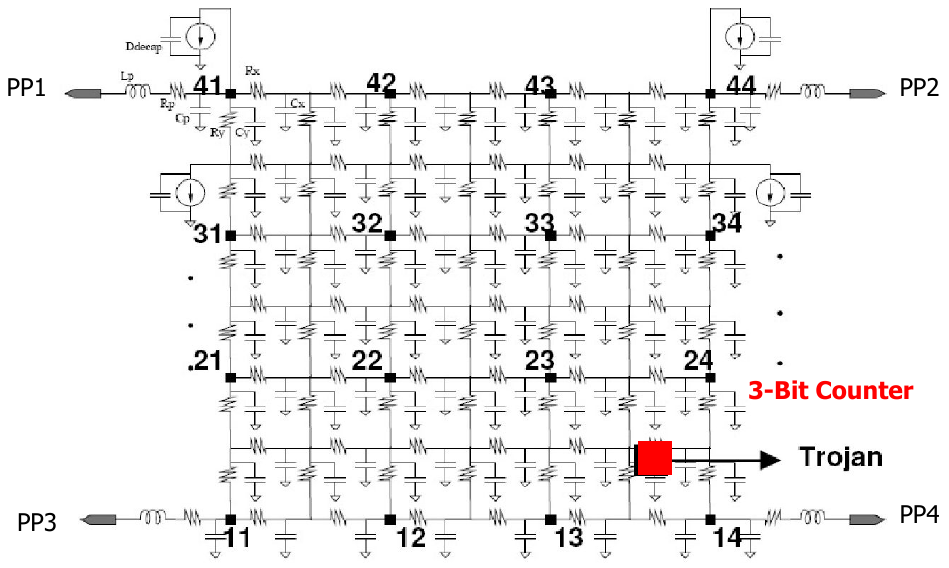 Ddecap
PP1 Lp 41 Rx 42 43 44 PP2
Rp Cx
Cp
Ry Cy
31 32 33 34
21 22 23 24
3-Bit Counter
Trojan
PP3 11 12 13 14 PP4